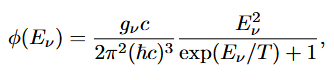 ϕ(E_ν) = \frac{g_ν c}{2π^2(ħc)^3} \frac{E_ν^2}{exp(E_ν/T) + 1},